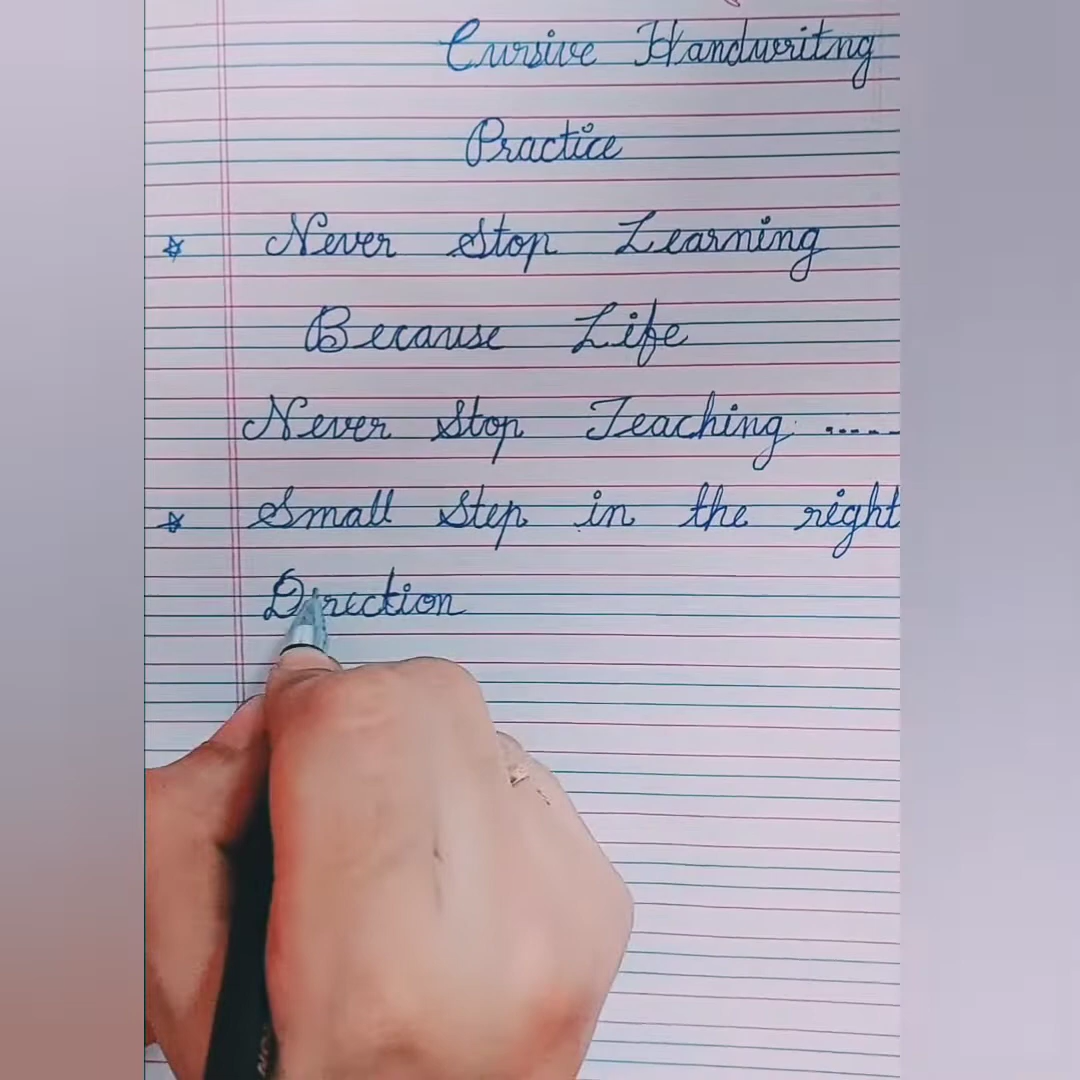 Cursive Handwritng
Practice
☆ Never Stop Learning
Because Life
Never Stop Teaching ......
☆ Small Step in the right
Direction